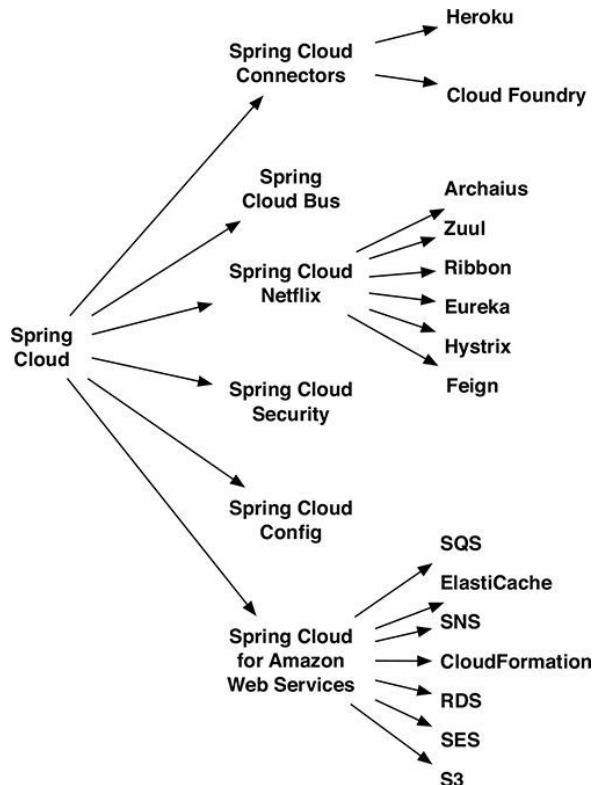 Heroku
Spring Cloud
Connectors
Cloud Foundry
Spring
Cloud Bus
Archaius
Zuul
Spring Cloud
Netflix
Ribbon
Eureka
Hystrix
Feign
Spring
Cloud
Spring Cloud
Security
Spring Cloud
Config
SQS
ElastiCache
SNS
Spring Cloud
for Amazon
Web Services
CloudFormation
RDS
SES
S3